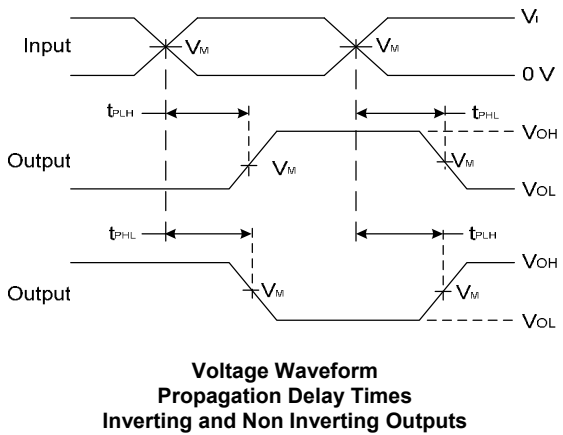 VI
Input
VM
VM
0 V
tPLH
tPHL
VOH
Output
VM
VM
VOL
tPHL
tPLH
VOH
Output
VM
VM
VOL
Voltage Waveform
Propagation Delay Times
Inverting and Non Inverting Outputs